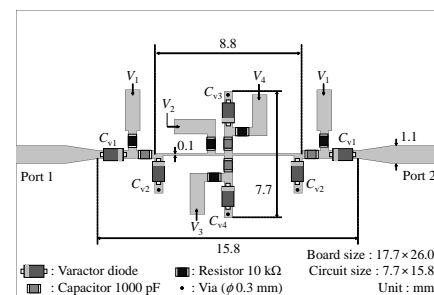 8.8
V1 V4 V1
Cv3
V2
Cv1 Cv1
0.1 1.1
Port 1 Port 2
Cv2 Cv2
7.7
V3 Cv4
15.8
Board size : 17.7×26.0
: Varactor diode : Resistor 10 kΩ Circuit size : 7.7×15.8
: Capacitor 1000 pF : Via (ϕ0.3 mm) Unit : mm